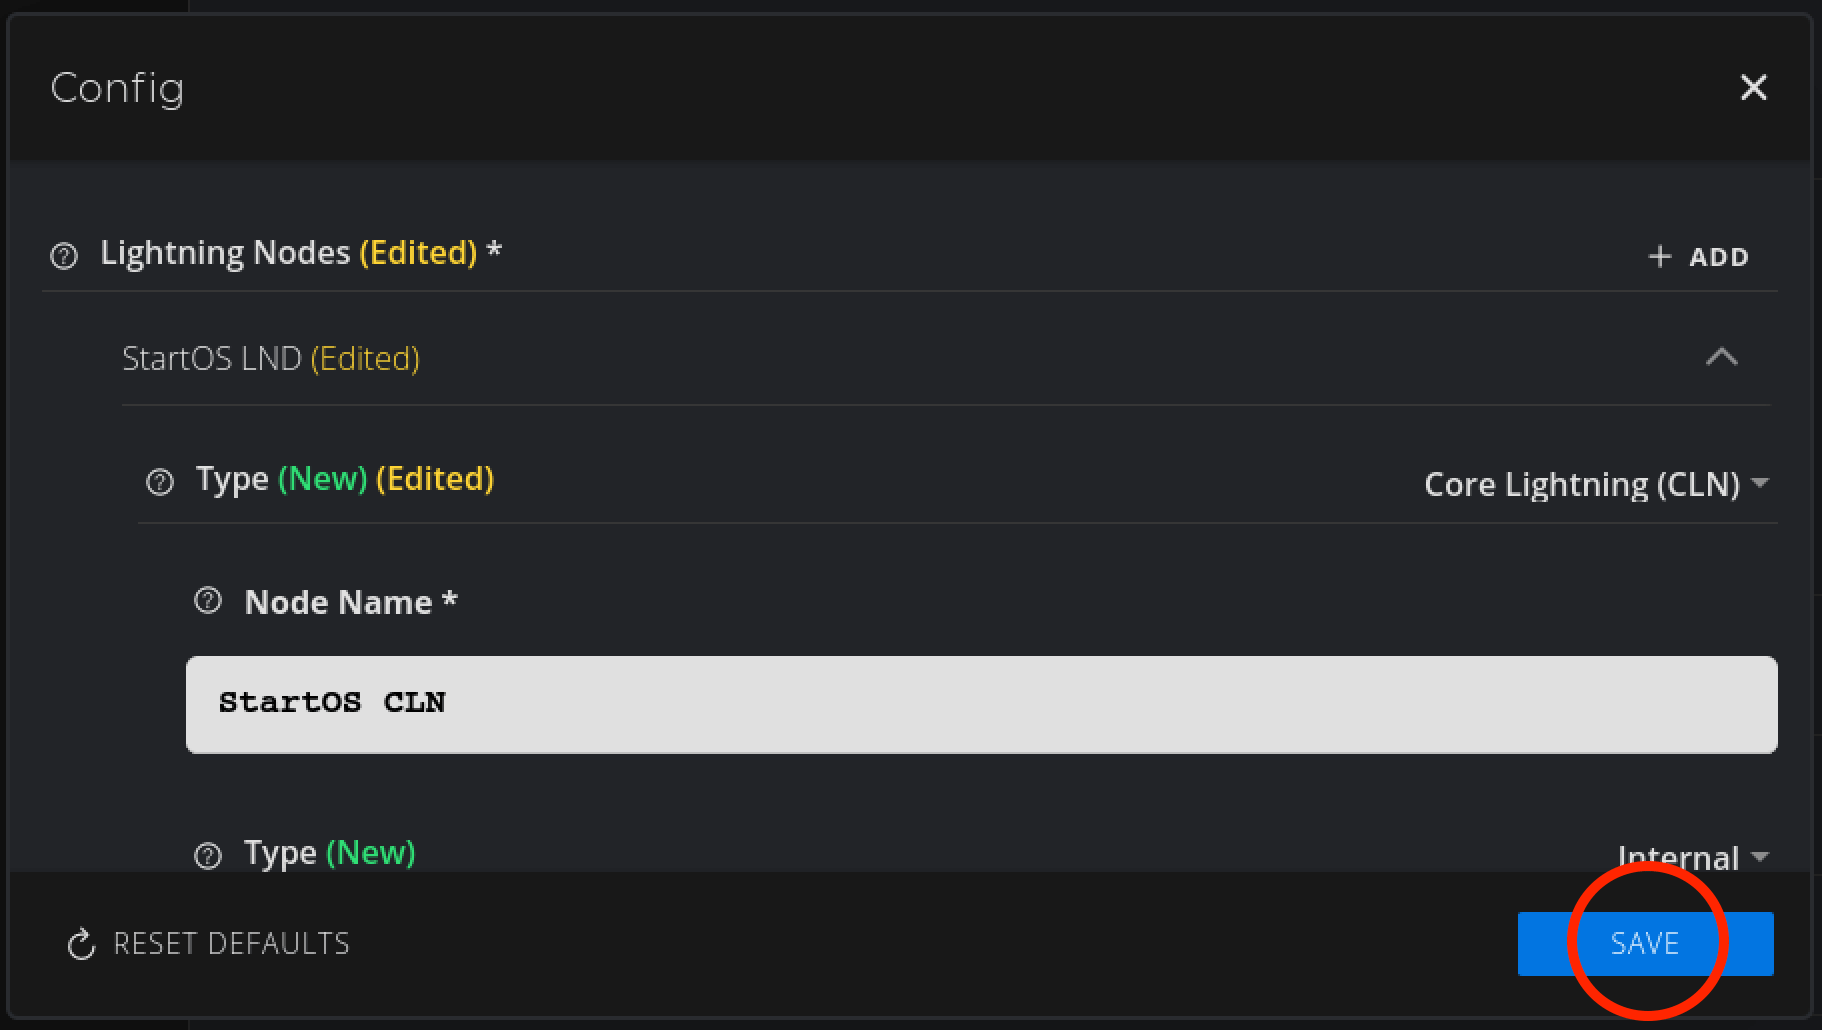 Config
Lightning Nodes (Edited) *
+ ADD
StartOS LND (Edited)
Type (New) (Edited)
Core Lightning (CLN)
Node Name *
StartOS CLN
Type (New)
Internal
RESET DEFAULTS
SAVE